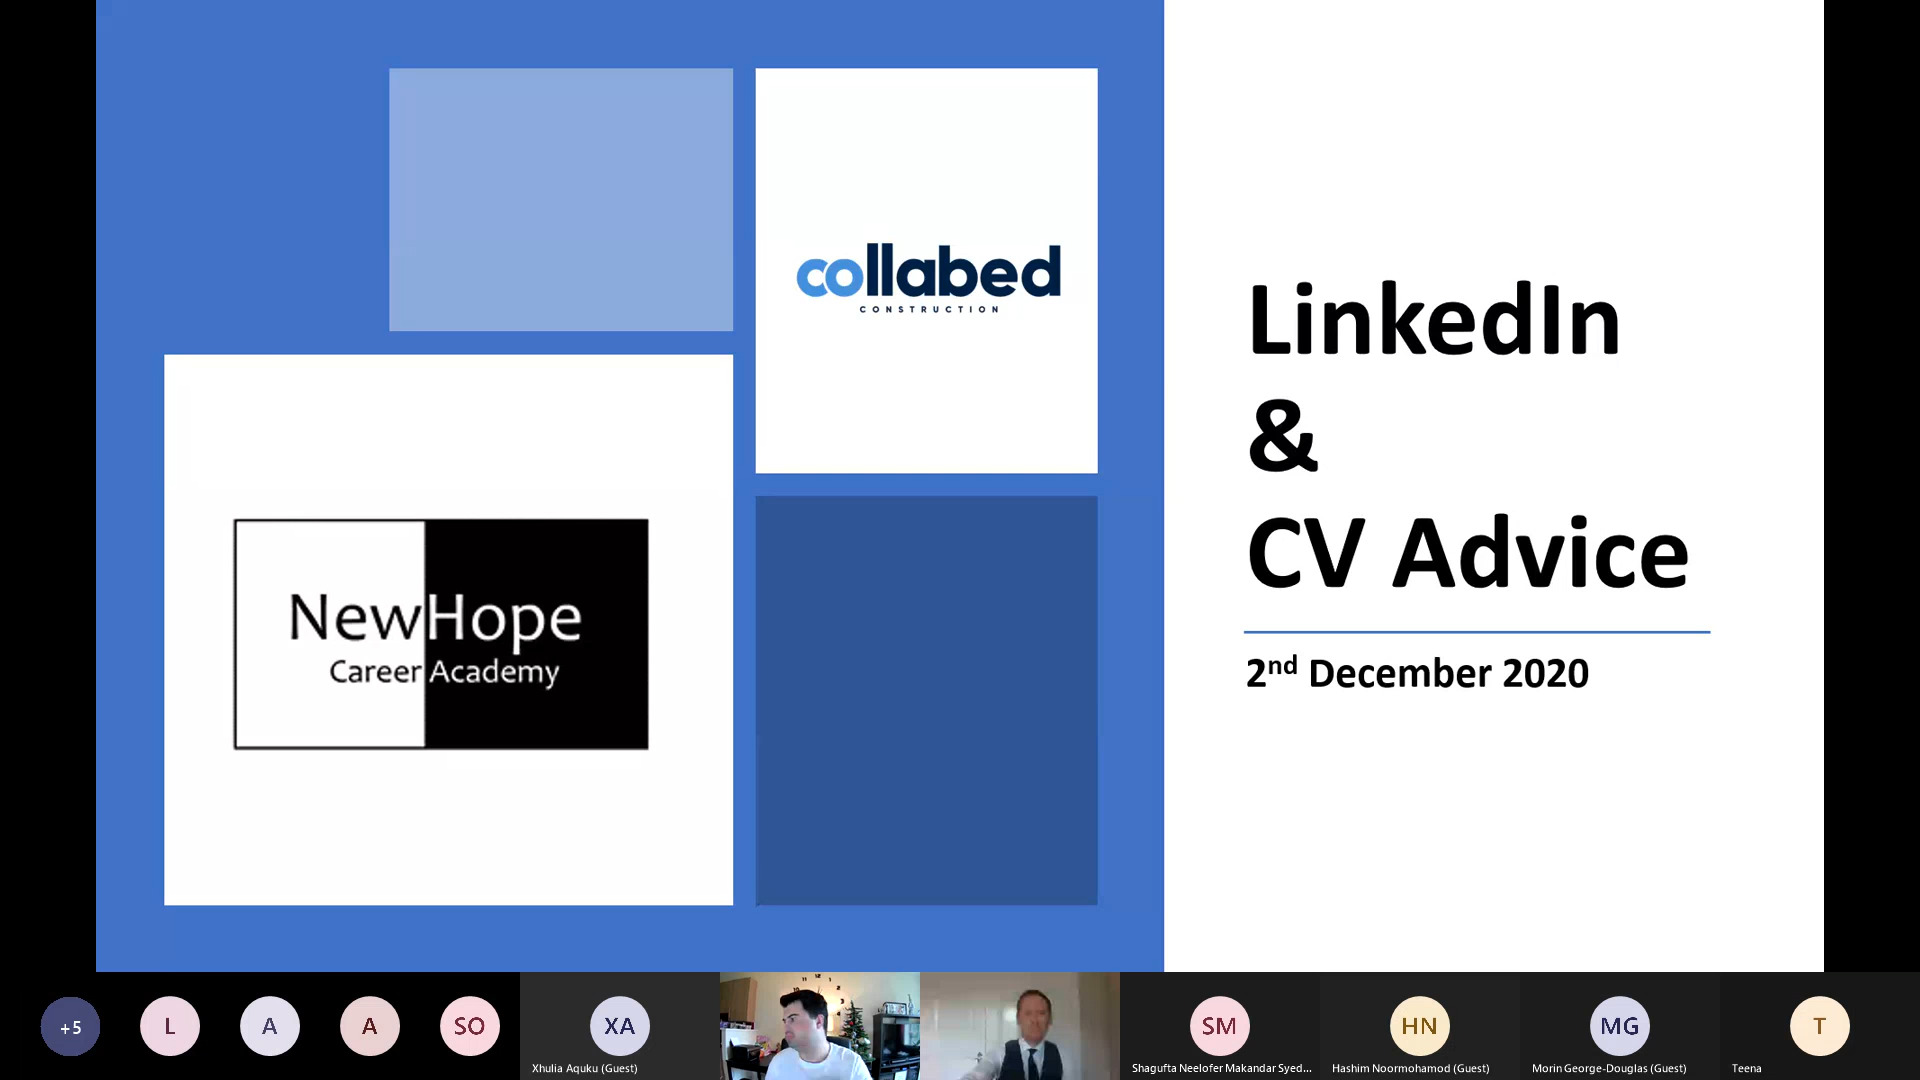 collabed
CONSTRUCTION
NewHope
Career Academy
LinkedIn
&
CV Advice
2nd December 2020
+5
L
A
A
SO
XA
Xhulia Aquku (Guest)
SM
Shagufta Neelofer Makandar Syed...
HN
Hashim Noormohamod (Guest)
MG
Morin George-Douglas (Guest)
T
Teena